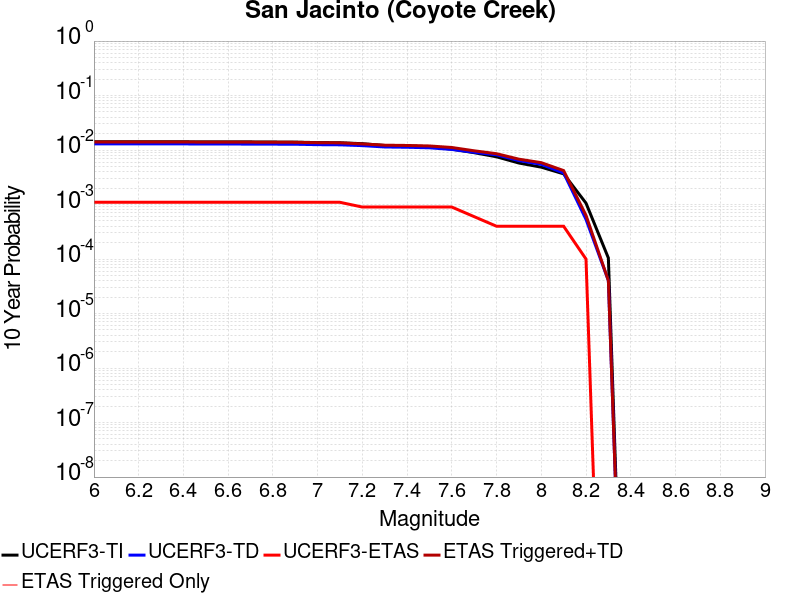 San Jacinto (Coyote Creek)
10^0
10^-1
10^-2
10^-3
10^-4
10^-5
10^-6
10^-7
10^-8
10 Year Probability
6 6.2 6.4 6.6 6.8 7 7.2 7.4 7.6 7.8 8 8.2 8.4 8.6 8.8 9
Magnitude
UCERF3-TI UCERF3-TD UCERF3-ETAS ETAS Triggered+TD
ETAS Triggered Only